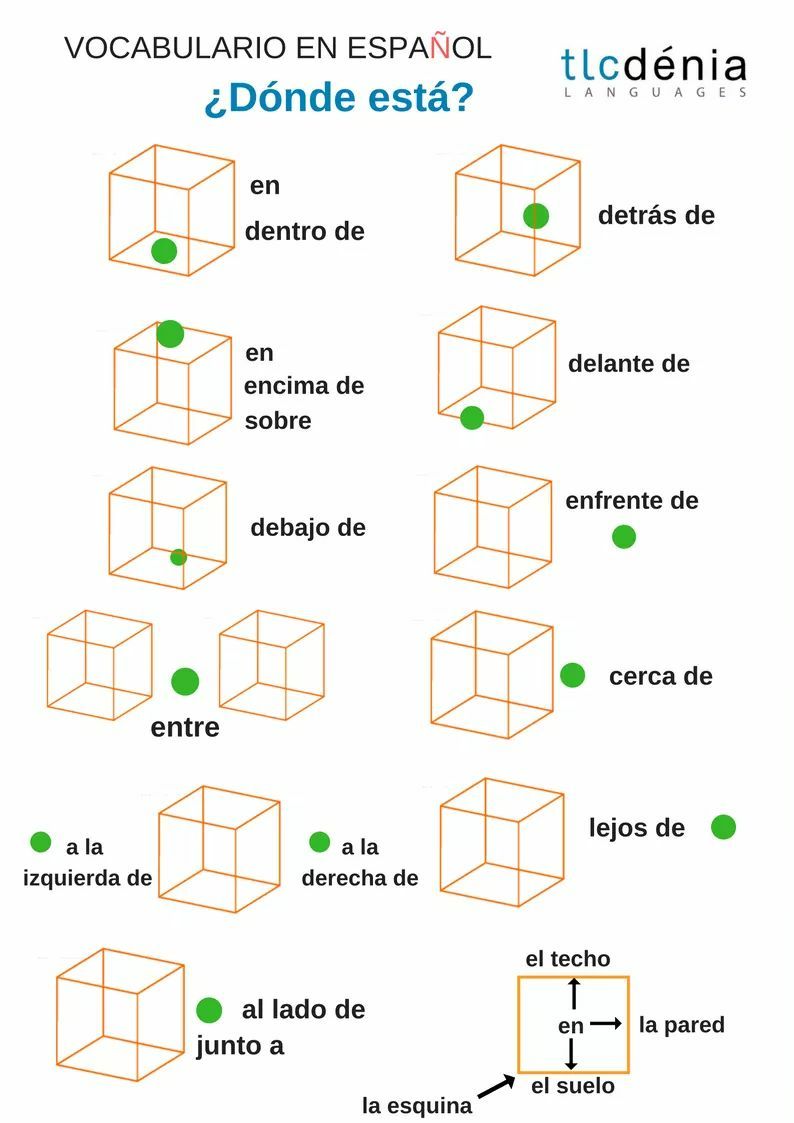 VOCABULARIO EN ESPAÑOL
¿Dónde está?
tlcdénia
LANGUAGES
en
dentro de
detrás de
en
encima de
sobre
delante de
debajo de
enfrente de
entre
cerca de
a la
izquierda de
a la
derecha de
lejos de
al lado de
junto a
el techo
en
la pared
el suelo
la esquina